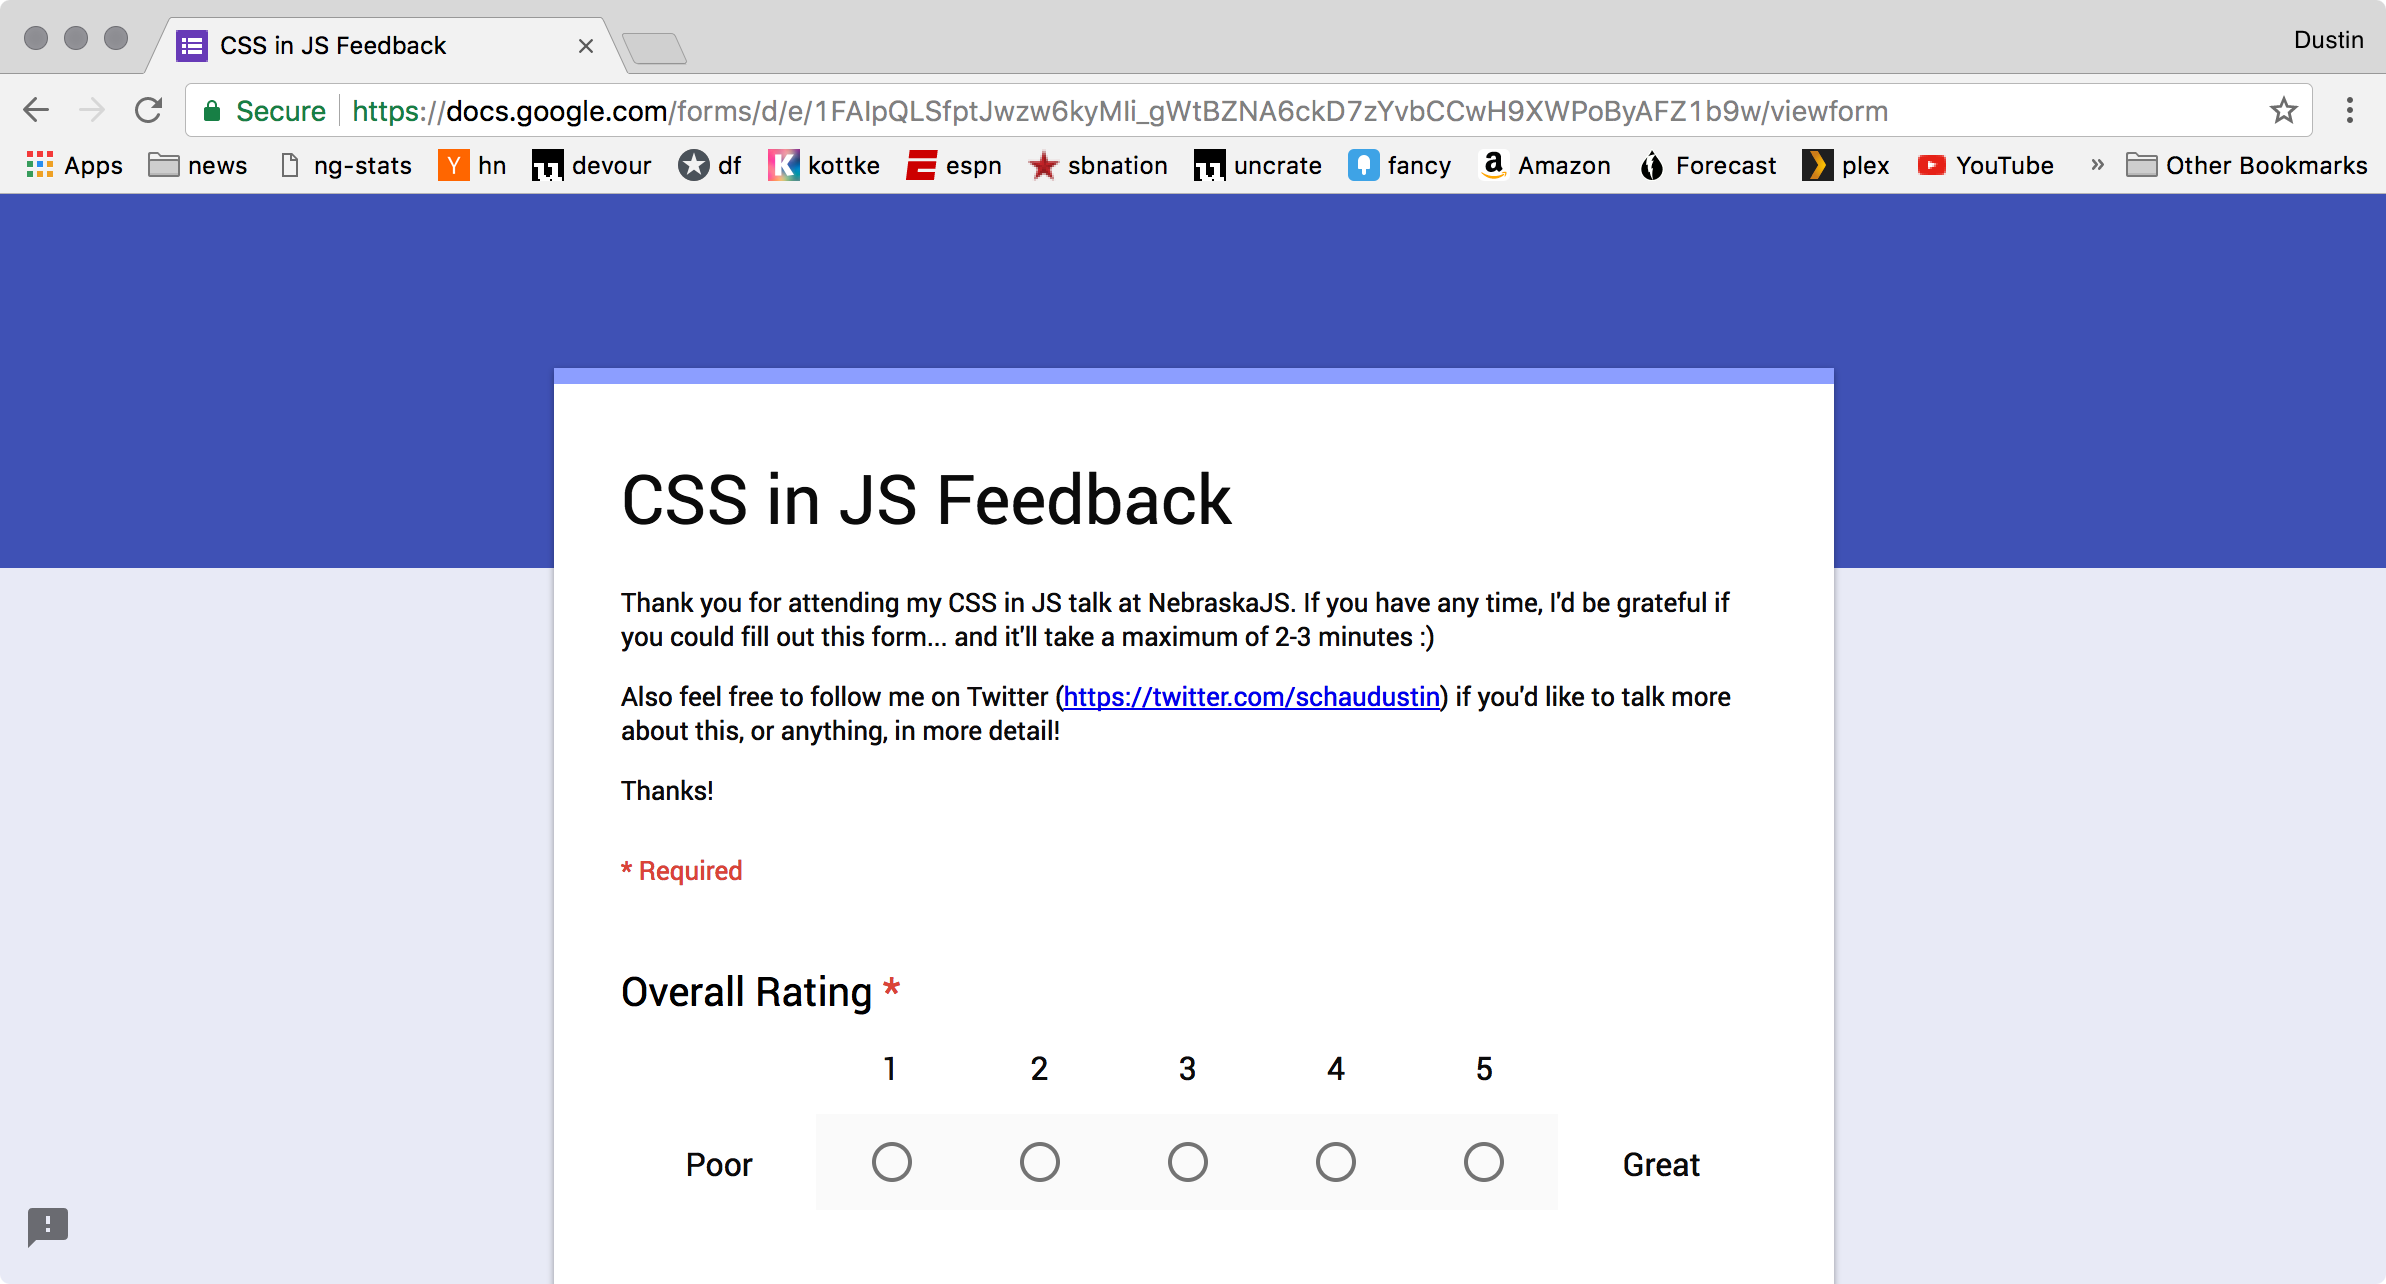 CSS in JS Feedback
Dustin
Secure https://docs.google.com/forms/d/e/1FAIpQLSfptJwzw6kyMIi_gWtBZNA6ckD7zYvbCCwH9XWPoByAFZ1b9w/viewform
Apps news ng-stats Y hn devour df K kottke E espn sbnation uncrate fancy a Amazon Forecast plex YouTube » Other Bookmarks
CSS in JS Feedback
Thank you for attending my CSS in JS talk at NebraskaJS. If you have any time, I'd be grateful if
you could fill out this form... and it'll take a maximum of 2-3 minutes :)
Also feel free to follow me on Twitter (https://twitter.com/schaudustin) if you'd like to talk more
about this, or anything, in more detail!
Thanks!
* Required
Overall Rating *
1 2 3 4 5
Poor Great